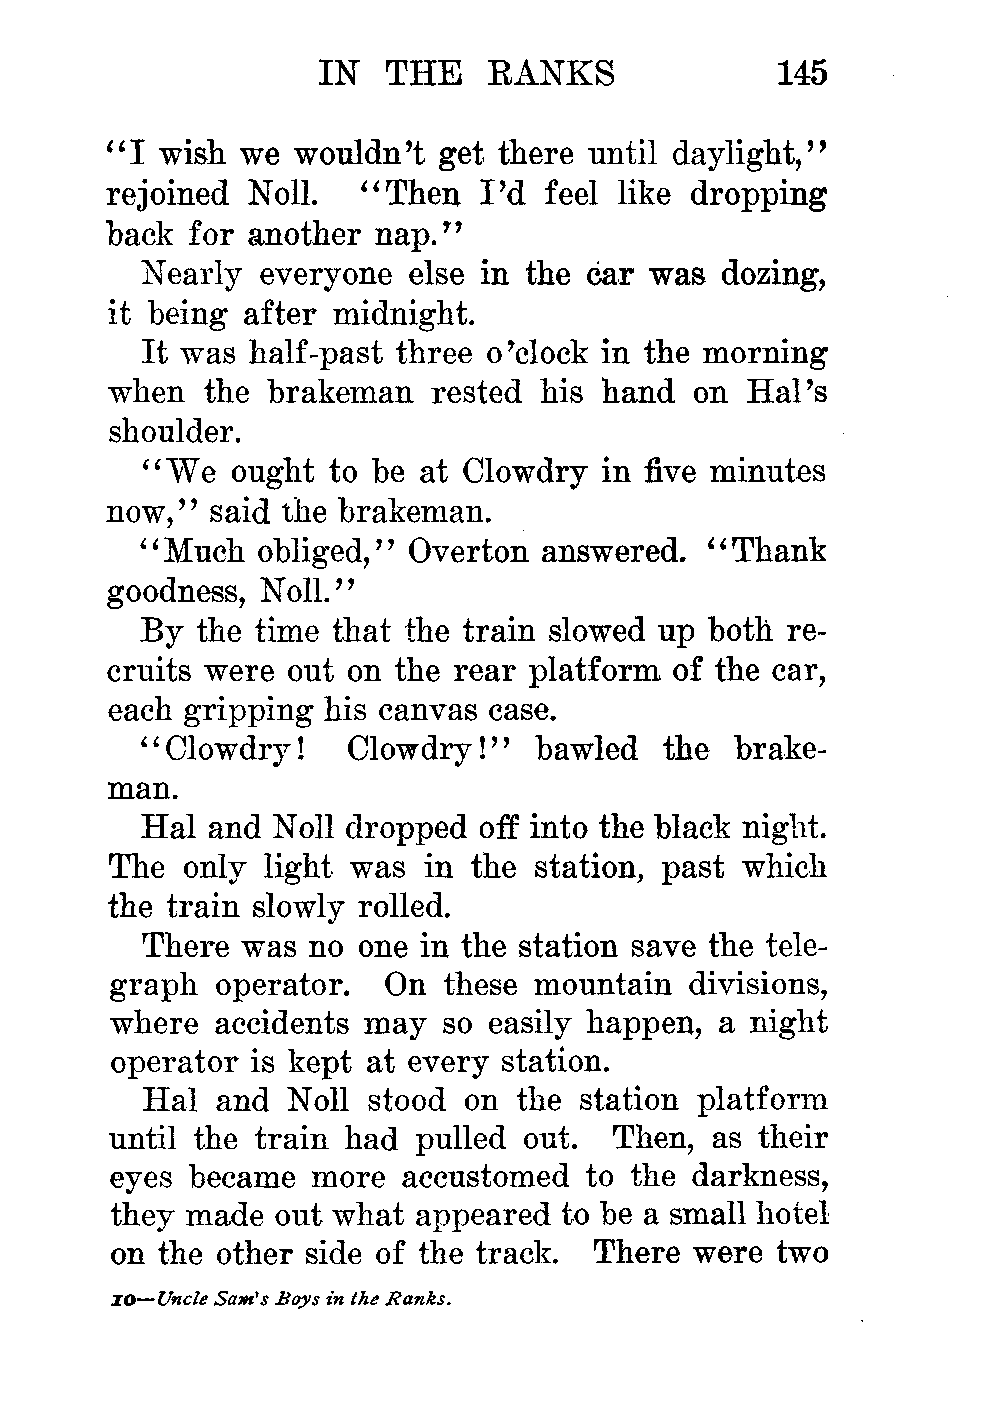 IN THE RANKS 145
“I wish we wouldn’t get there until daylight,”
rejoined Noll. “Then I’d feel like dropping
back for another nap.”
Nearly everyone else in the car was dozing,
it being after midnight.
It was half-past three o’clock in the morning
when the brakeman rested his hand on Hal’s
shoulder.
“We ought to be at Clowdry in five minutes
now,” said the brakeman.
“Much obliged,” Overton answered. “Thank
goodness, Noll.”
By the time that the train slowed up both re-
cruits were out on the rear platform of the car,
each gripping his canvas case.
“Clowdry! Clowdry!” bawled the brake-
man.
Hal and Noll dropped off into the black night.
The only light was in the station, past which
the train slowly rolled.
There was no one in the station save the tele-
graph operator. On these mountain divisions,
where accidents may so easily happen, a night
operator is kept at every station.
Hal and Noll stood on the station platform
until the train had pulled out. Then, as their
eyes became more accustomed to the darkness,
they made out what appeared to be a small hotel
on the other side of the track. There were two
10—Uncle Sam's Boys in the Ranks.